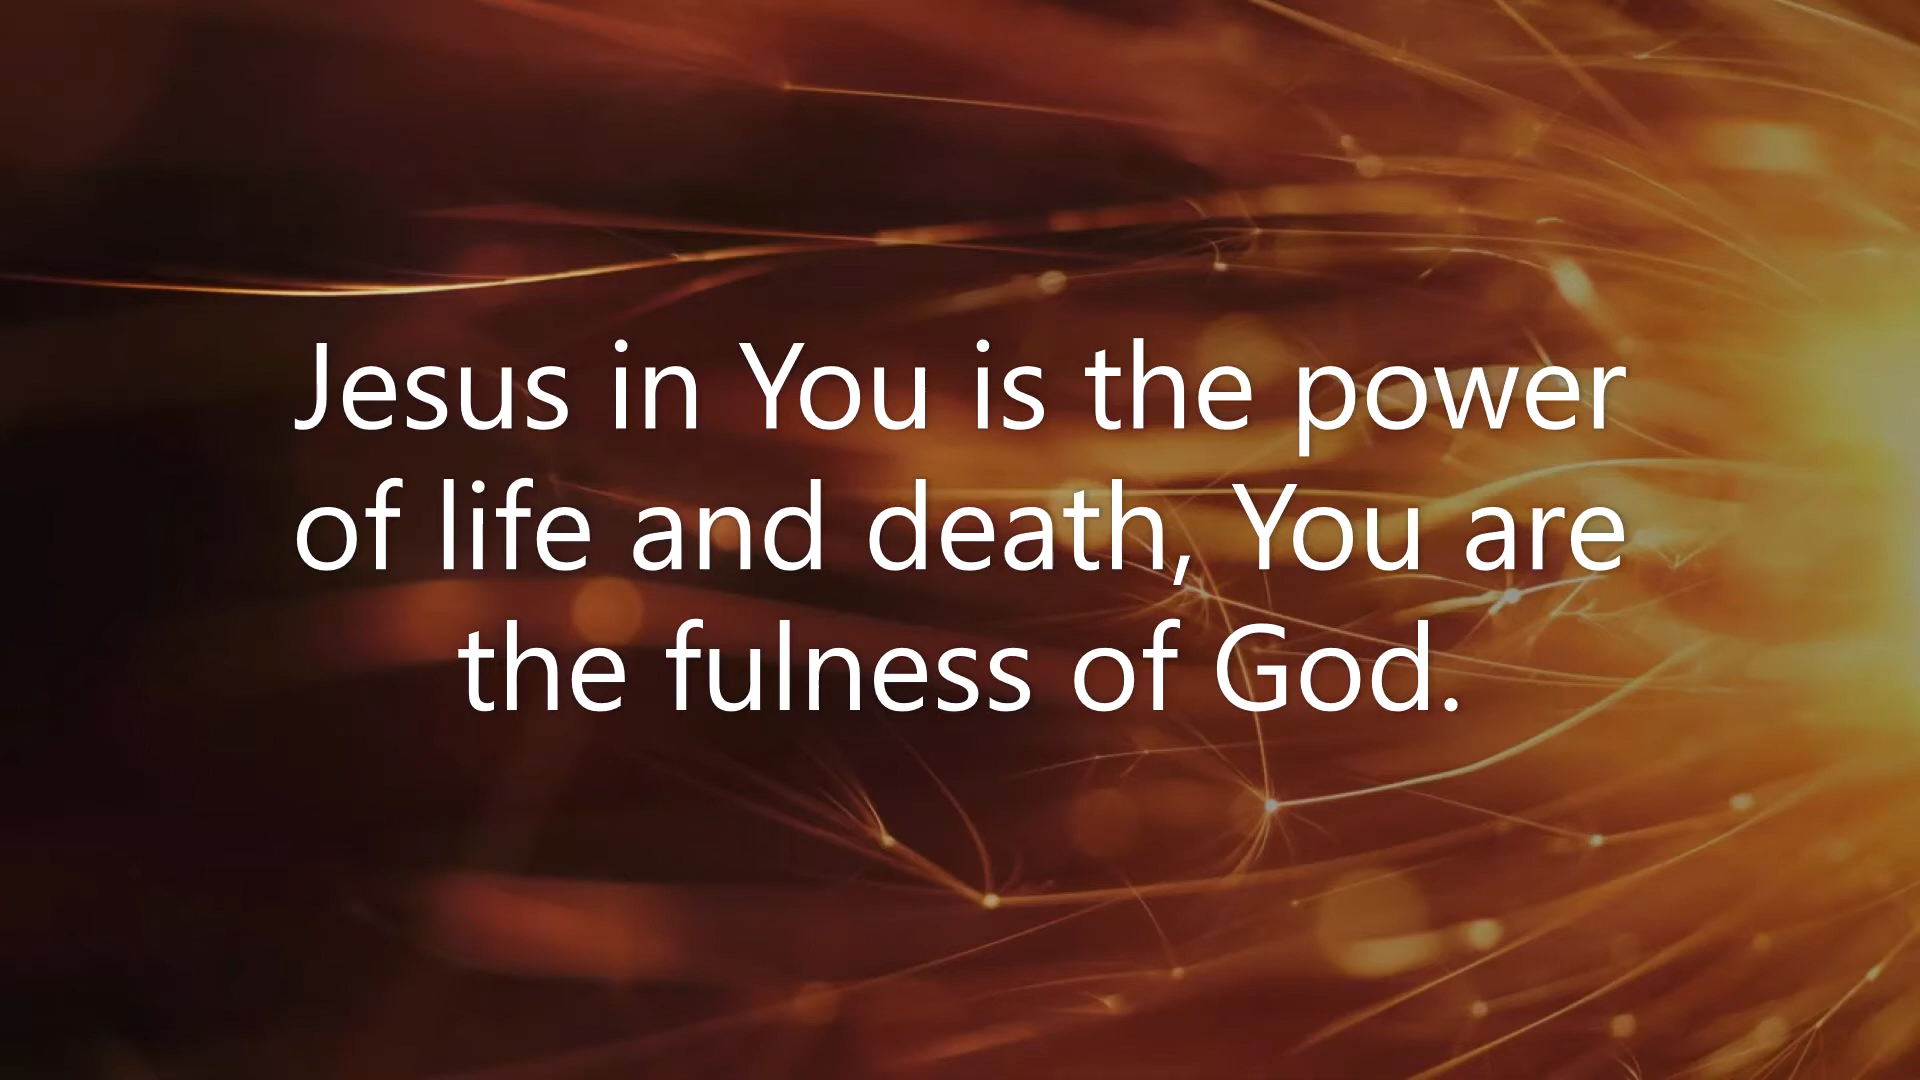 Jesus in You is the power
of life and death, You are
the fulness of God.